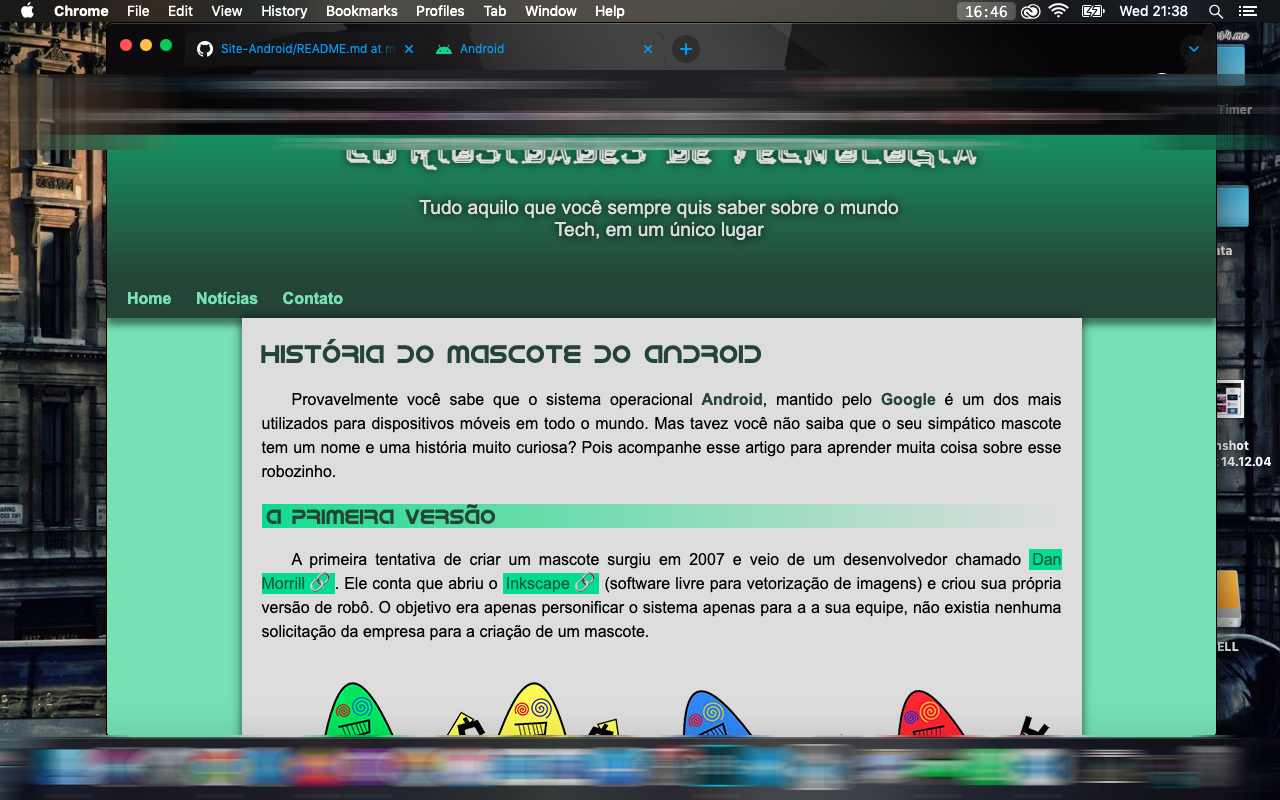 Chrome File Edit View History Bookmarks Profiles Tab Window Help 16:46 Wed 21:38
Site-Android/README.md at m
Android
Timer
CURIOSIDADES DE TECNOLOGIA
Tudo aquilo que você sempre quis saber sobre o mundo
Tech, em um único lugar
ata
Home Notícias Contato
HISTÓRIA DO MASCOTE DO ANDROID
Provavelmente você sabe que o sistema operacional Android, mantido pelo Google é um dos mais
utilizados para dispositivos móveis em todo o mundo. Mas tavez você não saiba que o seu simpático mascote
tem um nome e uma história muito curiosa? Pois acompanhe esse artigo para aprender muita coisa sobre esse
robozinho.
nshot
14.12.04
A PRIMEIRA VERSÃO
A primeira tentativa de criar um mascote surgiu em 2007 e veio de um desenvolvedor chamado Dan
Morrill 🔗. Ele conta que abriu o Inkscape 🔗 (software livre para vetorização de imagens) e criou sua própria
versão de robô. O objetivo era apenas personificar o sistema apenas para a a sua equipe, não existia nenhuma
solicitação da empresa para a criação de um mascote.
ELL